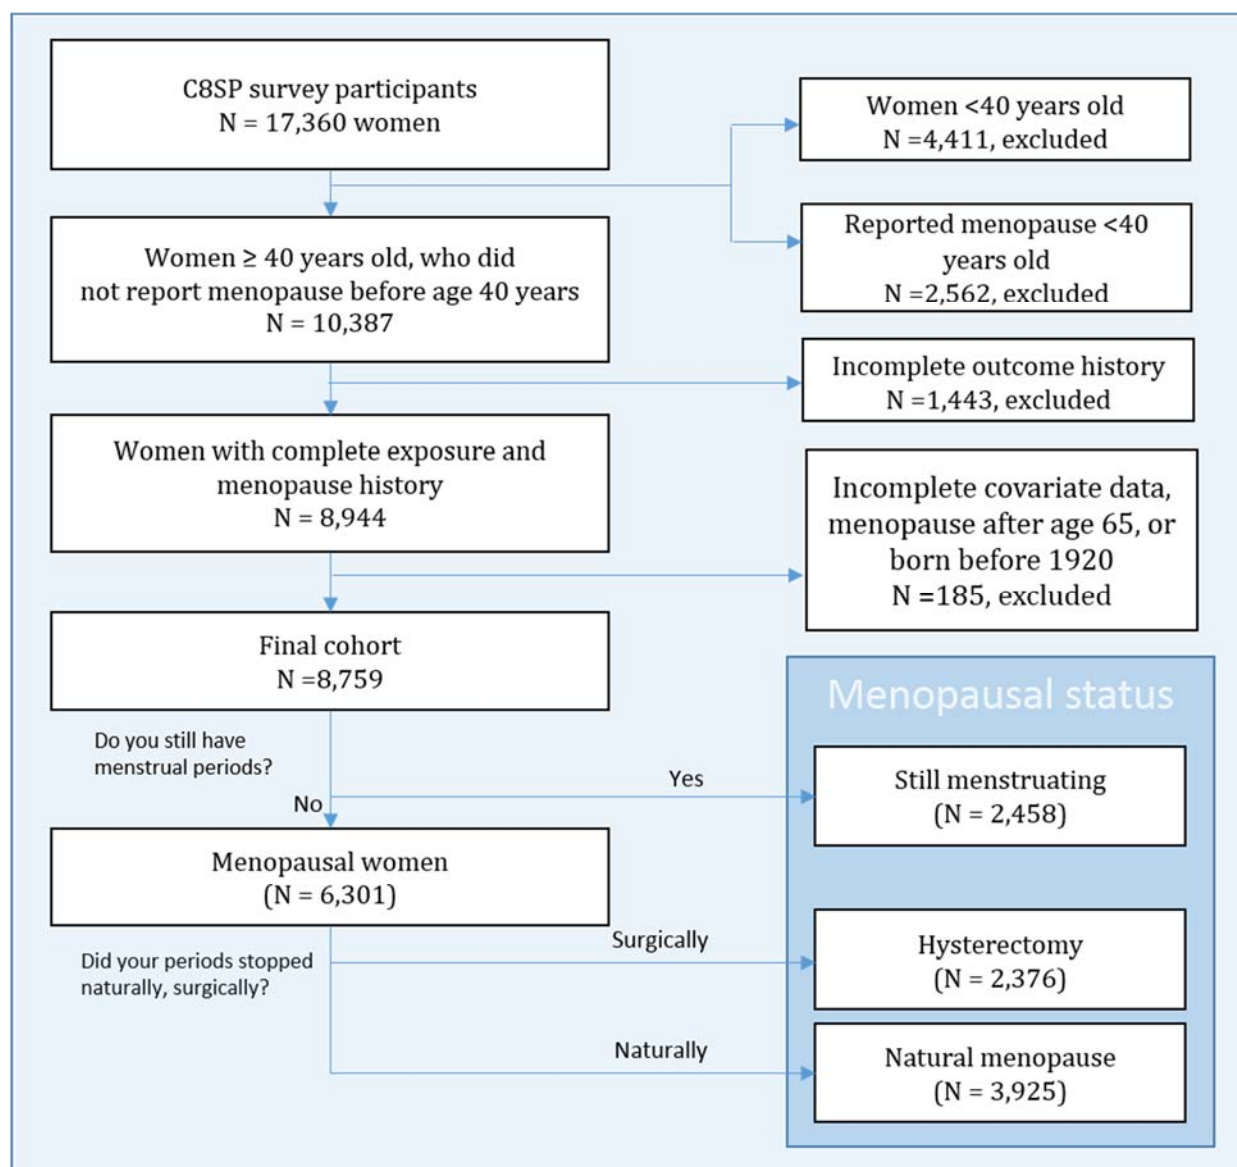 C8SP survey participants
N = 17,360 women
Women <40 years old
N =4,411, excluded
Reported menopause <40
years old
N =2,562, excluded
Women ≥ 40 years old, who did
not report menopause before age 40 years
N = 10,387
Incomplete outcome history
N =1,443, excluded
Women with complete exposure and
menopause history
N = 8,944
Incomplete covariate data,
menopause after age 65, or
born before 1920
N =185, excluded
Final cohort
N =8,759
Menopausal status
Do you still have
menstrual periods?
Yes
No
Still menstruating
(N = 2,458)
Menopausal women
(N = 6,301)
Did your periods stopped
naturally, surgically?
Surgically
Hysterectomy
(N = 2,376)
Naturally
Natural menopause
(N = 3,925)